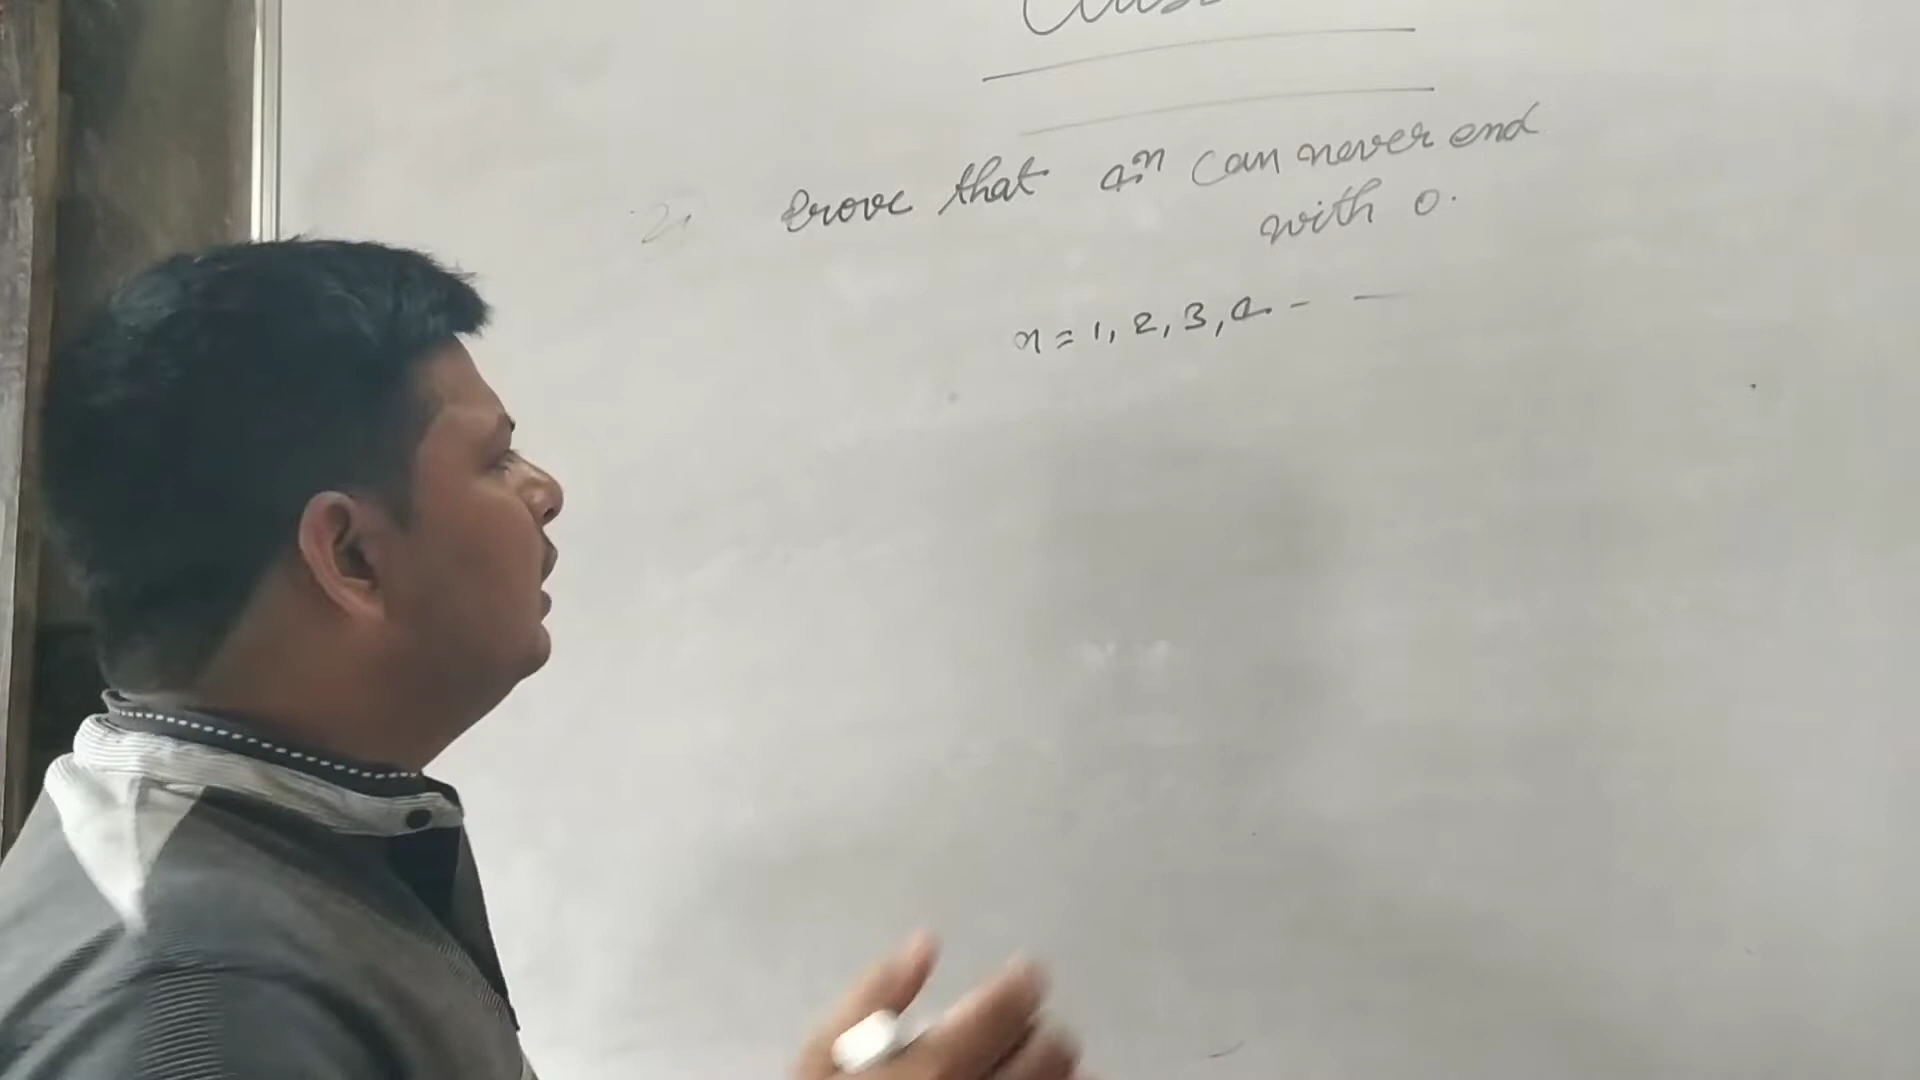 Prove that 4ⁿ can never end
with 0.
n = 1, 2, 3, 4 - -